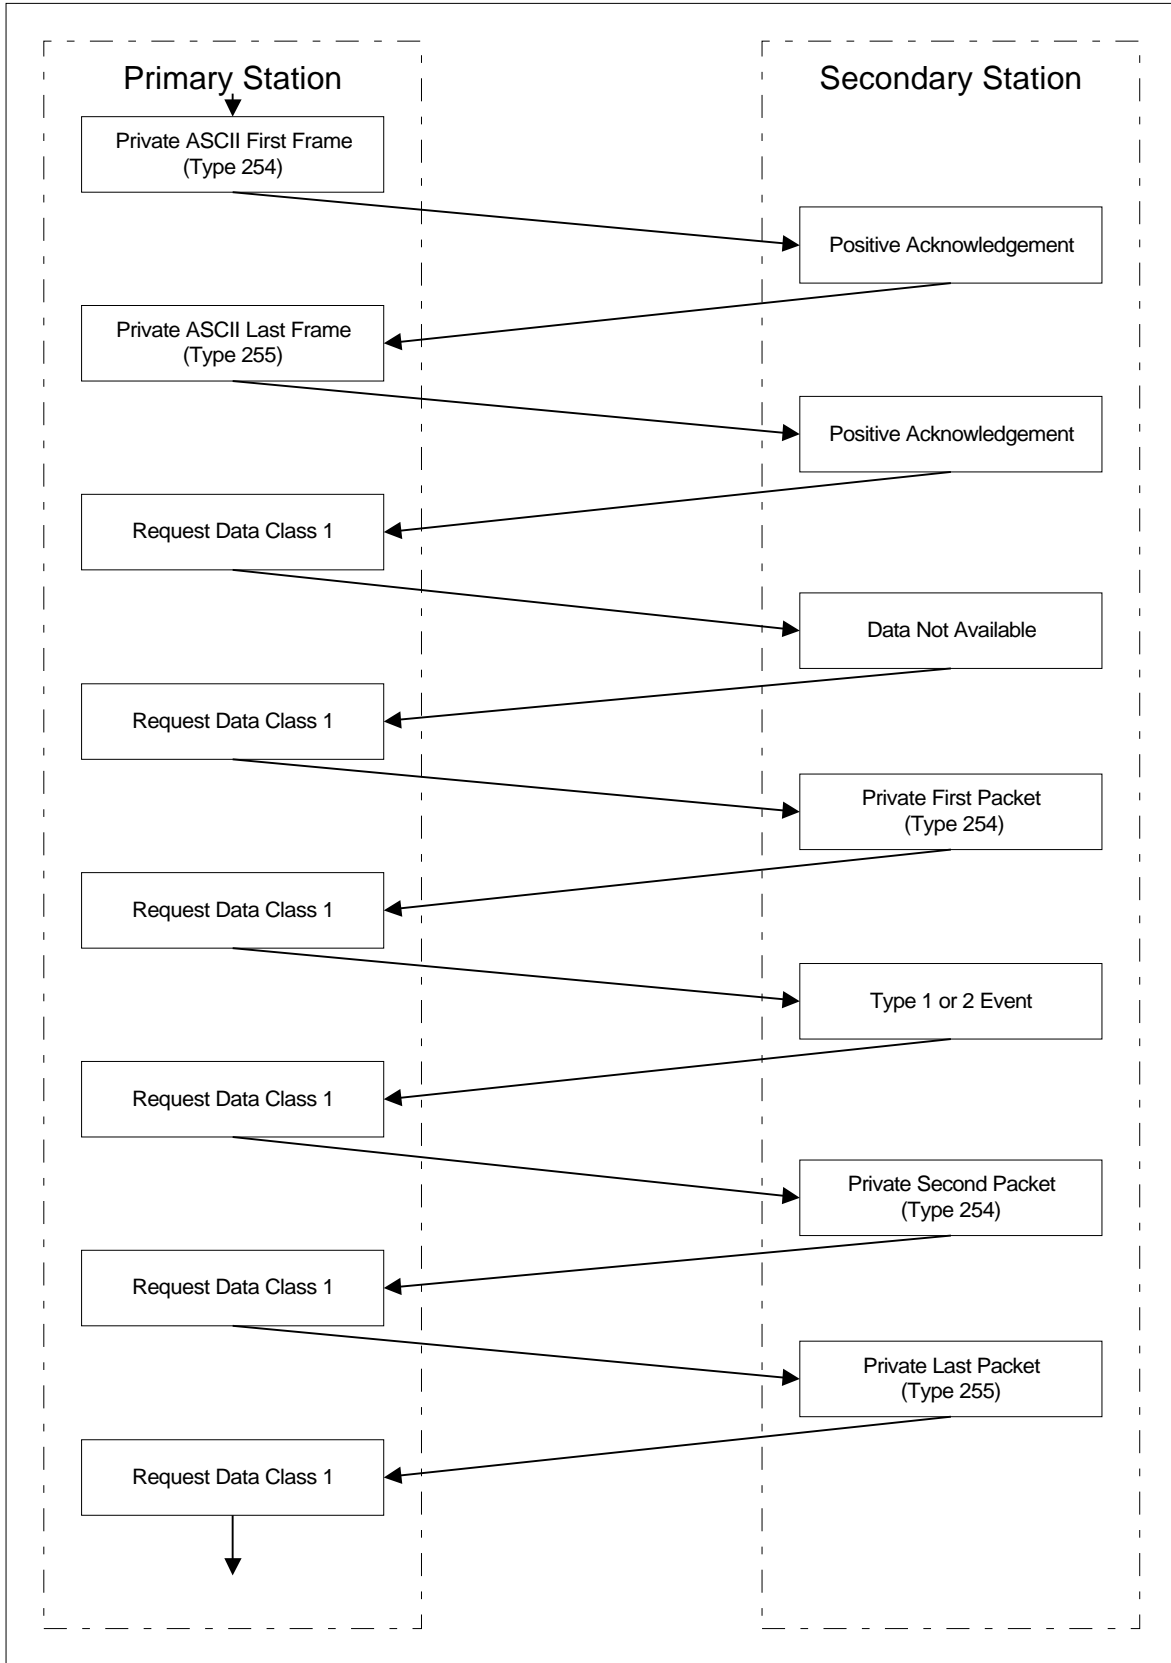 Primary Station
Secondary Station
Private ASCII First Frame
(Type 254)
Positive Acknowledgement
Private ASCII Last Frame
(Type 255)
Positive Acknowledgement
Request Data Class 1
Data Not Available
Request Data Class 1
Private First Packet
(Type 254)
Request Data Class 1
Type 1 or 2 Event
Request Data Class 1
Private Second Packet
(Type 254)
Request Data Class 1
Private Last Packet
(Type 255)
Request Data Class 1